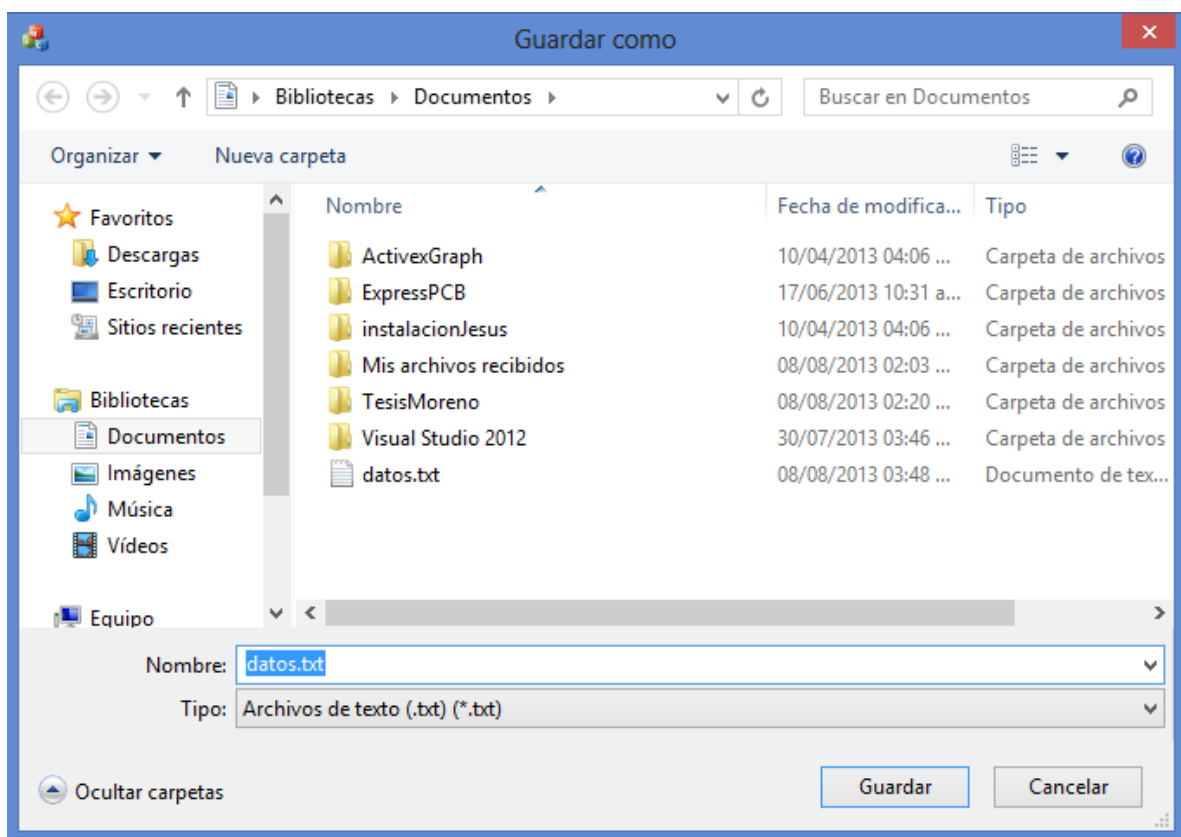 Guardar como
Bibliotecas Documentos
Buscar en Documentos
Organizar Nueva carpeta
Favoritos
Descargas
Escritorio
Sitios recientes
Bibliotecas
Documentos
Imágenes
Música
Vídeos
Equipo
Nombre Fecha de modifica... Tipo
ActivexGraph 10/04/2013 04:06 ... Carpeta de archivos
ExpressPCB 17/06/2013 10:31 a... Carpeta de archivos
instalacionJesus 10/04/2013 04:06 ... Carpeta de archivos
Mis archivos recibidos 08/08/2013 02:03 ... Carpeta de archivos
TesisMoreno 08/08/2013 02:20 ... Carpeta de archivos
Visual Studio 2012 30/07/2013 03:46 ... Carpeta de archivos
datos.txt 08/08/2013 03:48 ... Documento de tex...
Nombre: datos.txt
Tipo: Archivos de texto (.txt) (*.txt)
Ocultar carpetas
Guardar Cancelar